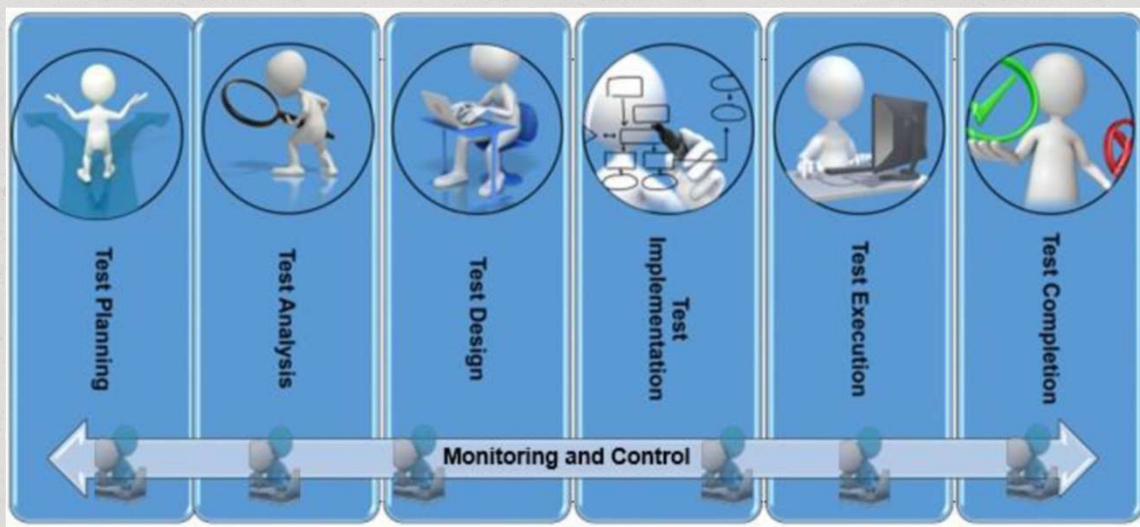 Test Planning
Test Analysis
Test Design
Test
Implementation
Test Execution
Test Completion
Monitoring and Control